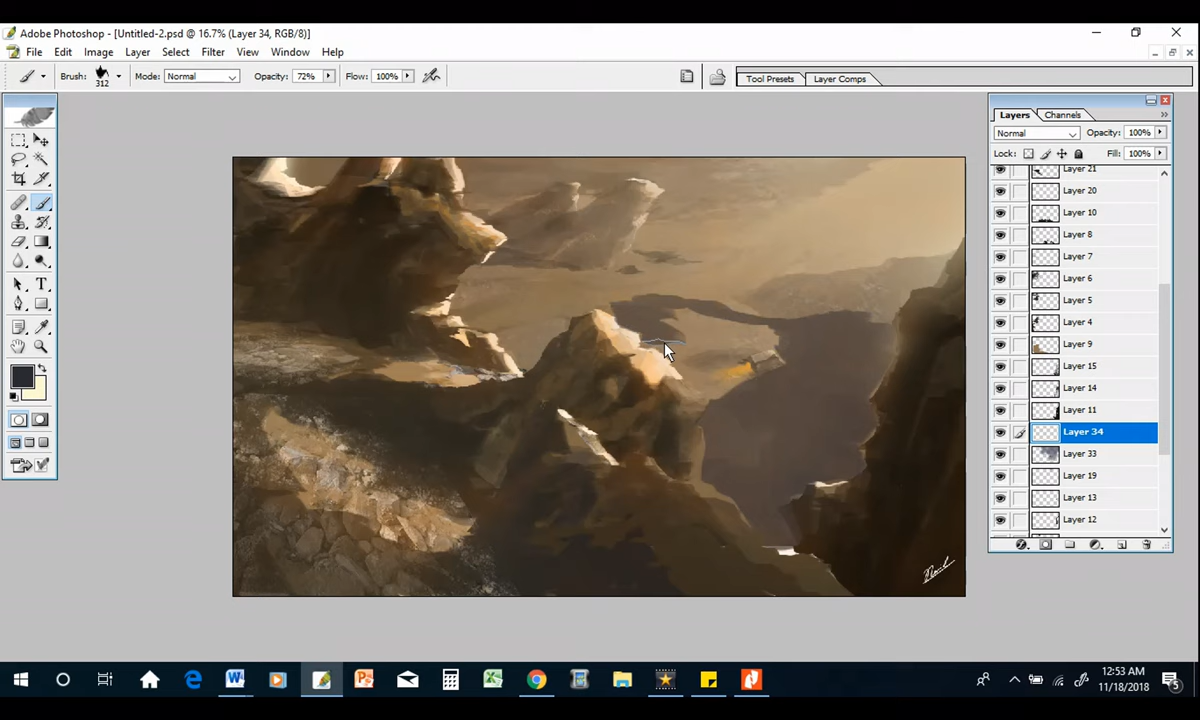 Adobe Photoshop - [Untitled-2.psd @ 16.7% (Layer 34, RGB/8)]
File Edit Image Layer Select Filter View Window Help
Brush: 312 Mode: Normal Opacity: 72% Flow: 100% Tool Presets Layer Comps
Layers Channels
Normal Opacity: 100%
Lock: Fill: 100%
Layer 21
Layer 20
Layer 10
Layer 8
Layer 7
Layer 6
Layer 5
Layer 4
Layer 9
Layer 15
Layer 14
Layer 11
Layer 34
Layer 33
Layer 19
Layer 13
Layer 12
12:53 AM
11/18/2018
5